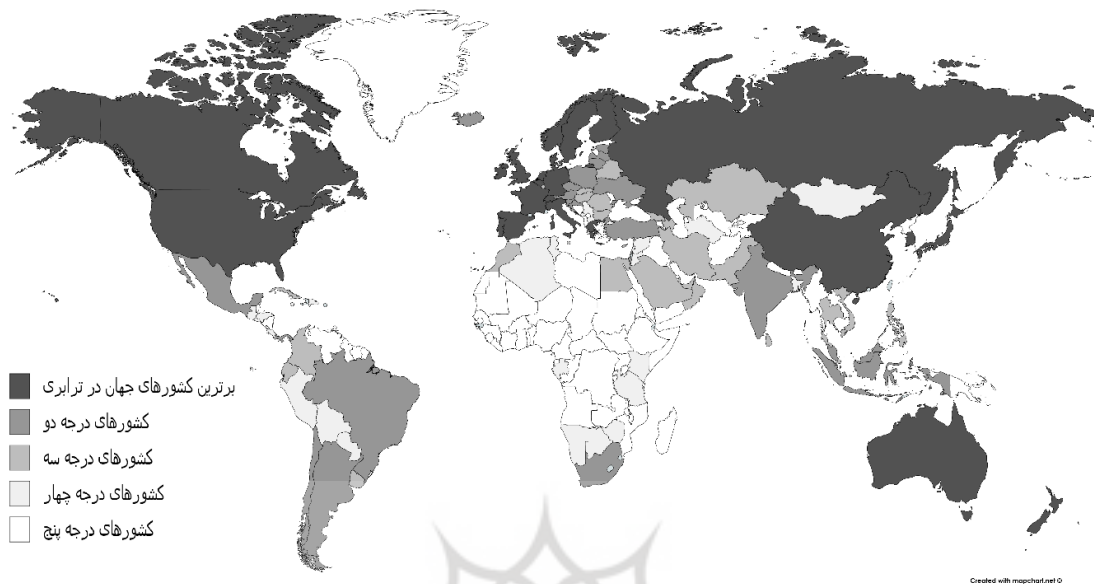 برترین کشورهای جهان در ترابری
کشورهای درجه دو
کشورهای درجه سه
کشورهای درجه چهار
کشورهای درجه پنج
Created with mapchart.net ©